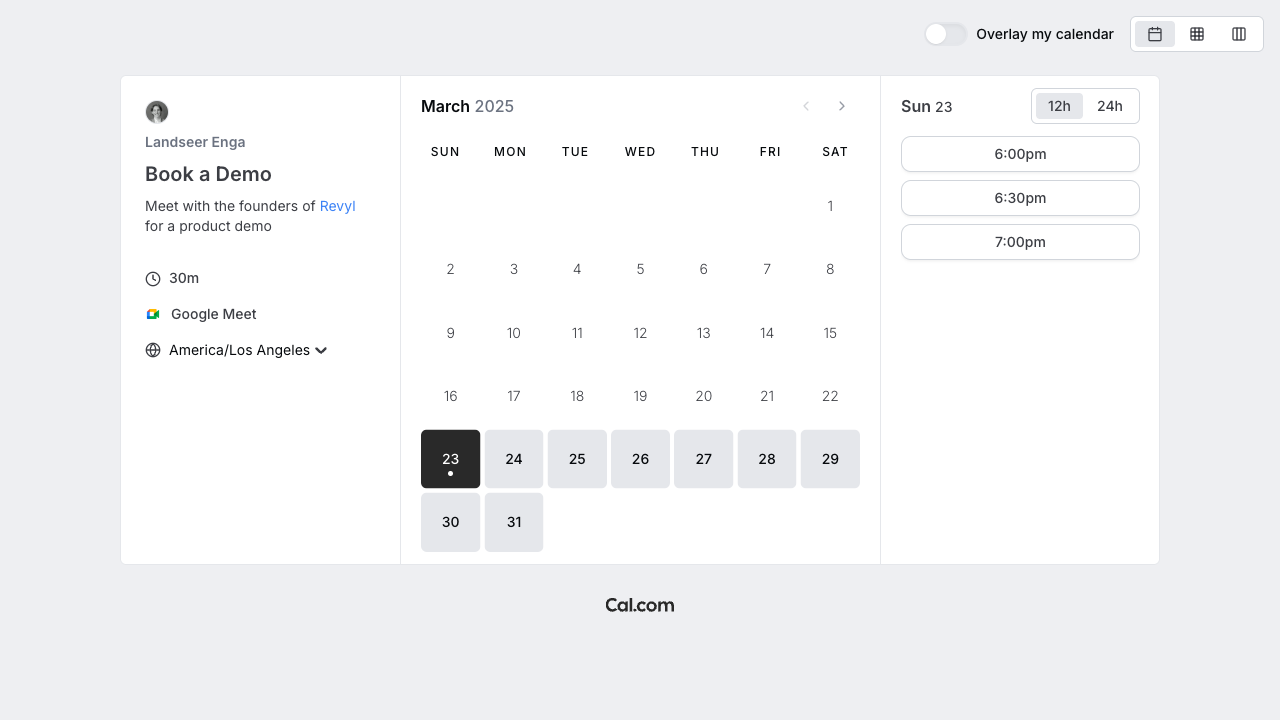 Overlay my calendar
Landseer Enga
Book a Demo
Meet with the founders of Revyl
for a product demo
30m
Google Meet
America/Los Angeles
March 2025
SUN MON TUE WED THU FRI SAT
1
2 3 4 5 6 7 8
9 10 11 12 13 14 15
16 17 18 19 20 21 22
23 24 25 26 27 28 29
30 31
Sun 23
12h 24h
6:00pm
6:30pm
7:00pm
Cal.com